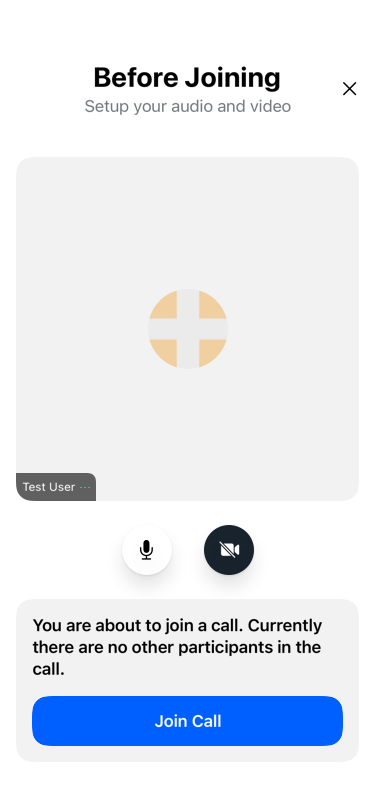 Before Joining
Setup your audio and video
Test User ...
You are about to join a call. Currently
there are no other participants in the
call.
Join Call